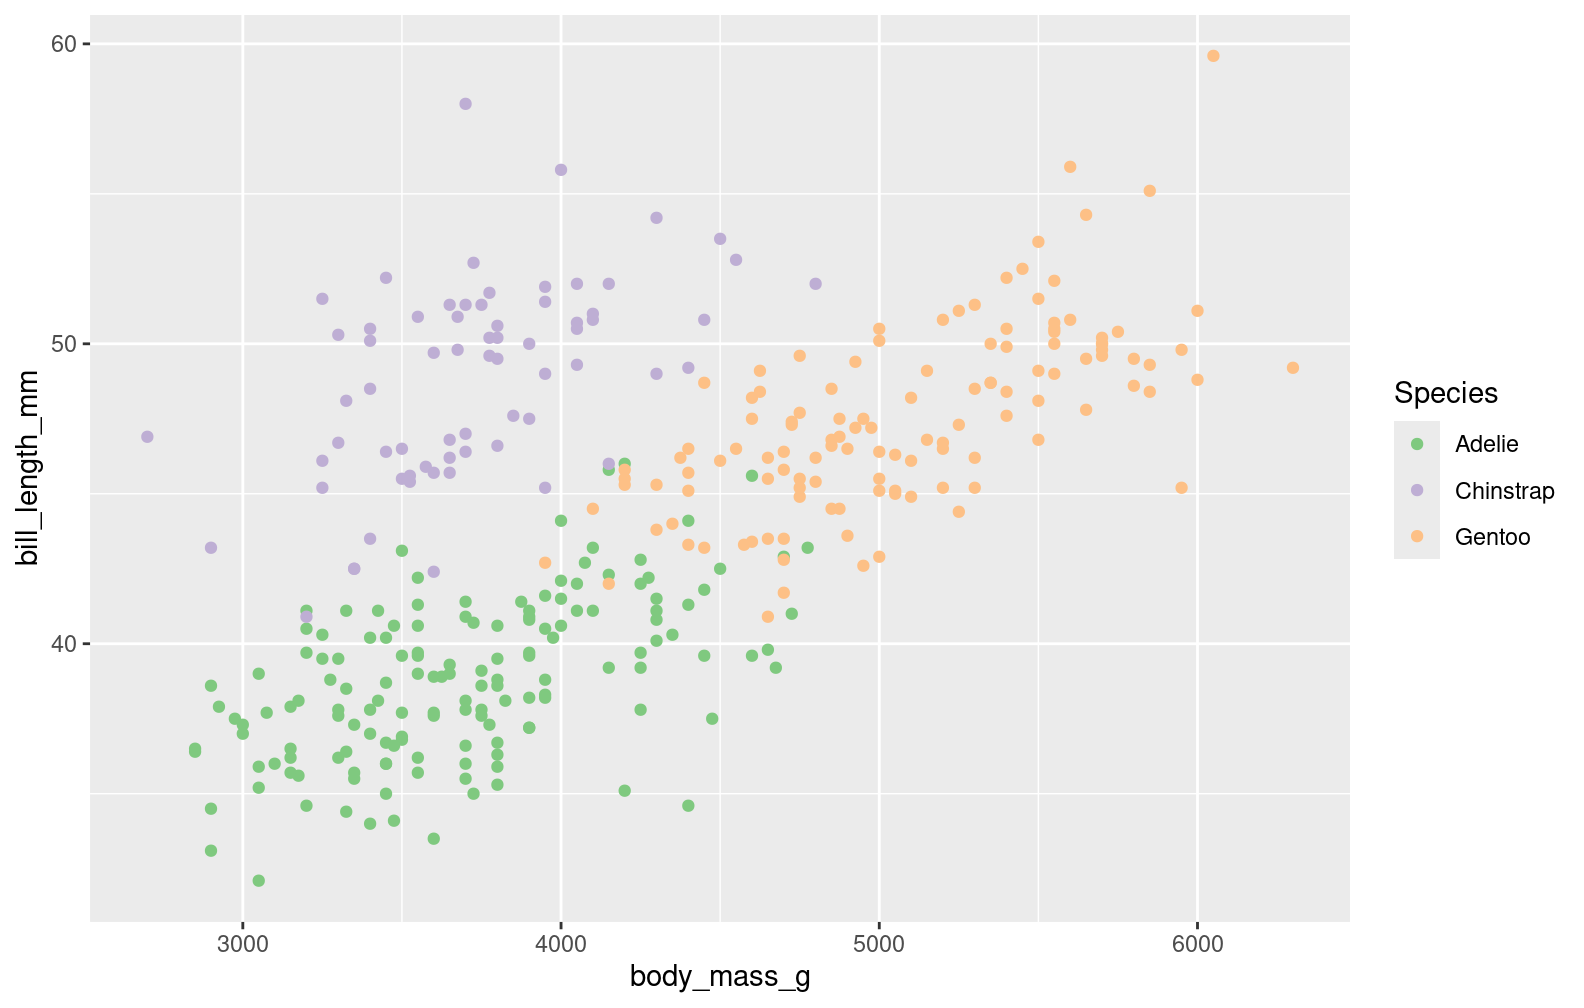 60
50
40
bill_length_mm
3000
4000
5000
6000
body_mass_g
Species
Adelie
Chinstrap
Gentoo